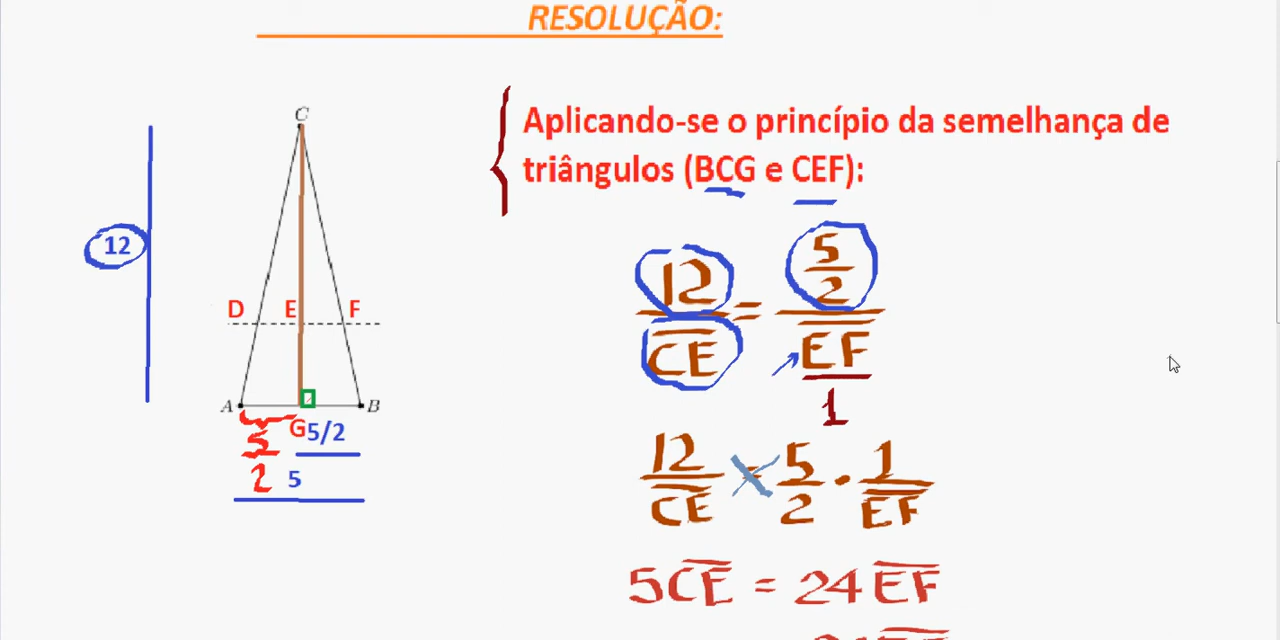 RESOLUÇÃO:
Aplicando-se o princípio da semelhança de
triângulos (BCG e CEF):
C
12
D E F
A B
G
5/2
5
2
5
12
CE
=
5
2
EF
1
12
CE
=
5
2
.
1
EF
5CE = 24EF